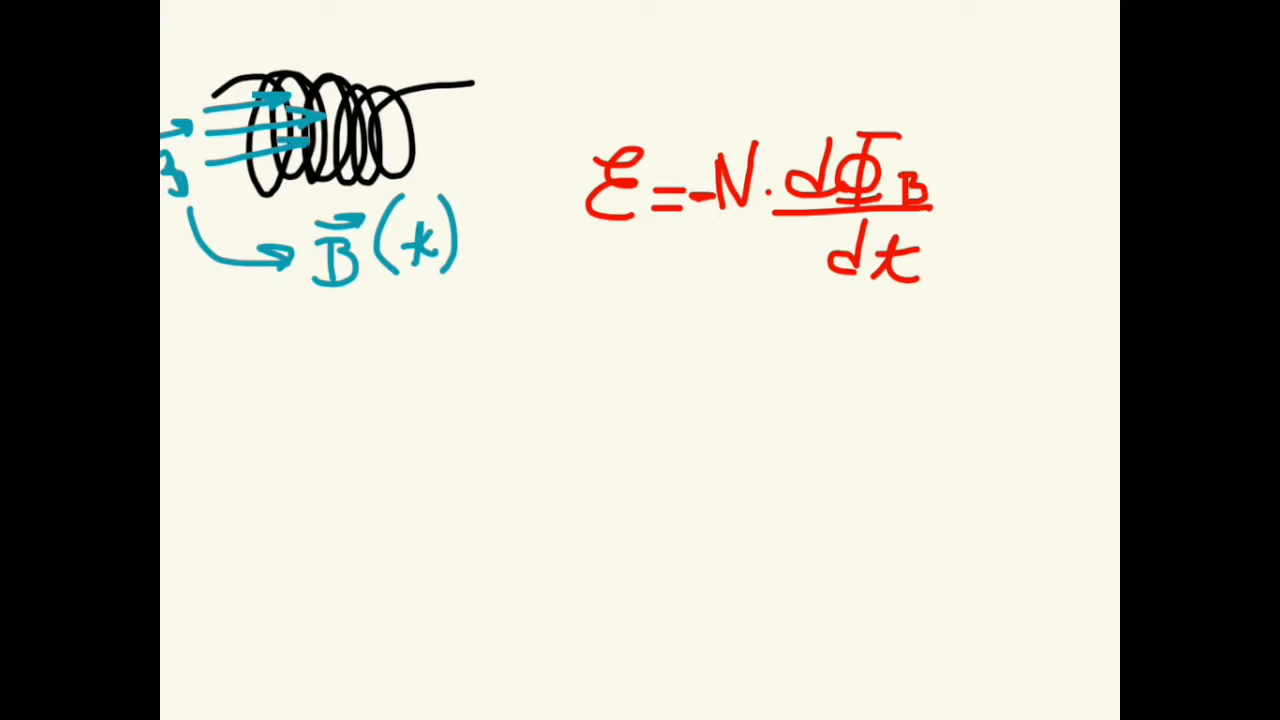 B⃗
B⃗(t)
ℰ = -N · dΦ_B / dt